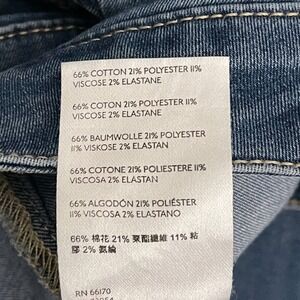 66% COTTON 21% POLYESTER 11%
VISCOSE 2% ELASTANE
66% COTON 21% POLYESTER 11%
VISCOSE 2% ELASTANE
66% BAUMWOLLE 21% POLYESTER
11% VISKOSE 2% ELASTAN
66% COTONE 21% POLIESTERE 11%
VISCOSA 2% ELASTAN
66% ALGODÓN 21% POLIÉSTER
11% VISCOSA 2% ELASTANO
66% 棉花 21% 聚酯纖維 11% 粘
膠 2% 氨綸
RN 66170